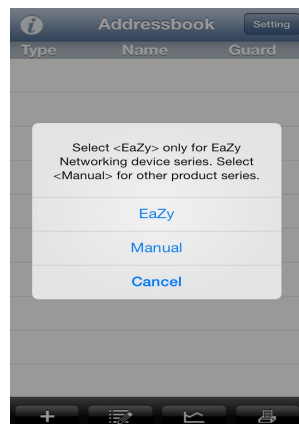 Addressbook Setting
Type Name Guard
Select <EaZy> only for EaZy
Networking device series. Select
<Manual> for other product series.
EaZy
Manual
Cancel